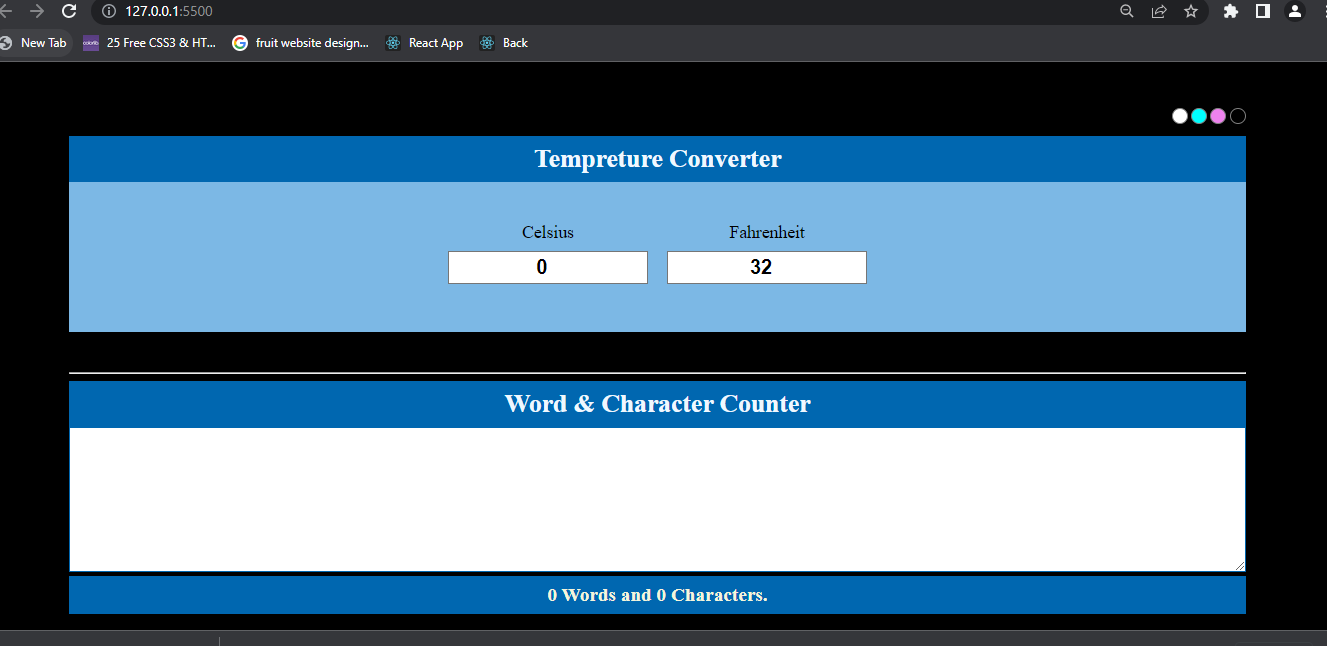 127.0.0.1:5500
New Tab 25 Free CSS3 & HT... fruit website design... React App Back
Tempreture Converter
Celsius Fahrenheit
0 32
Word & Character Counter
0 Words and 0 Characters.